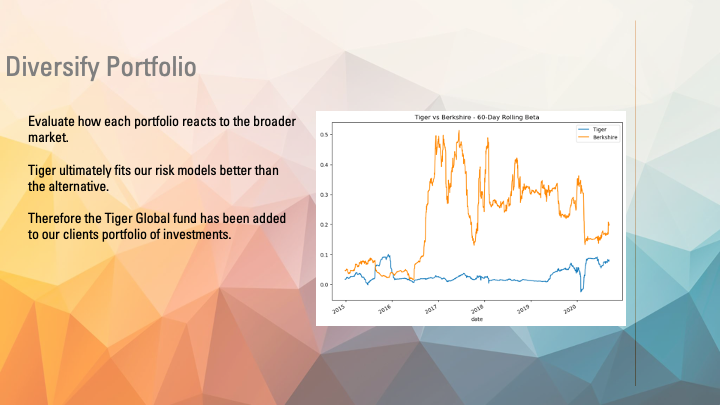 Diversify Portfolio
Evaluate how each portfolio reacts to the broader
market.
Tiger ultimately fits our risk models better than
the alternative.
Therefore the Tiger Global fund has been added
to our clients portfolio of investments.
Tiger vs Berkshire - 60-Day Rolling Beta
Tiger
Berkshire
0.5
0.4
0.3
0.2
0.1
0.0
2015
2016
2017
2018
2019
2020
date